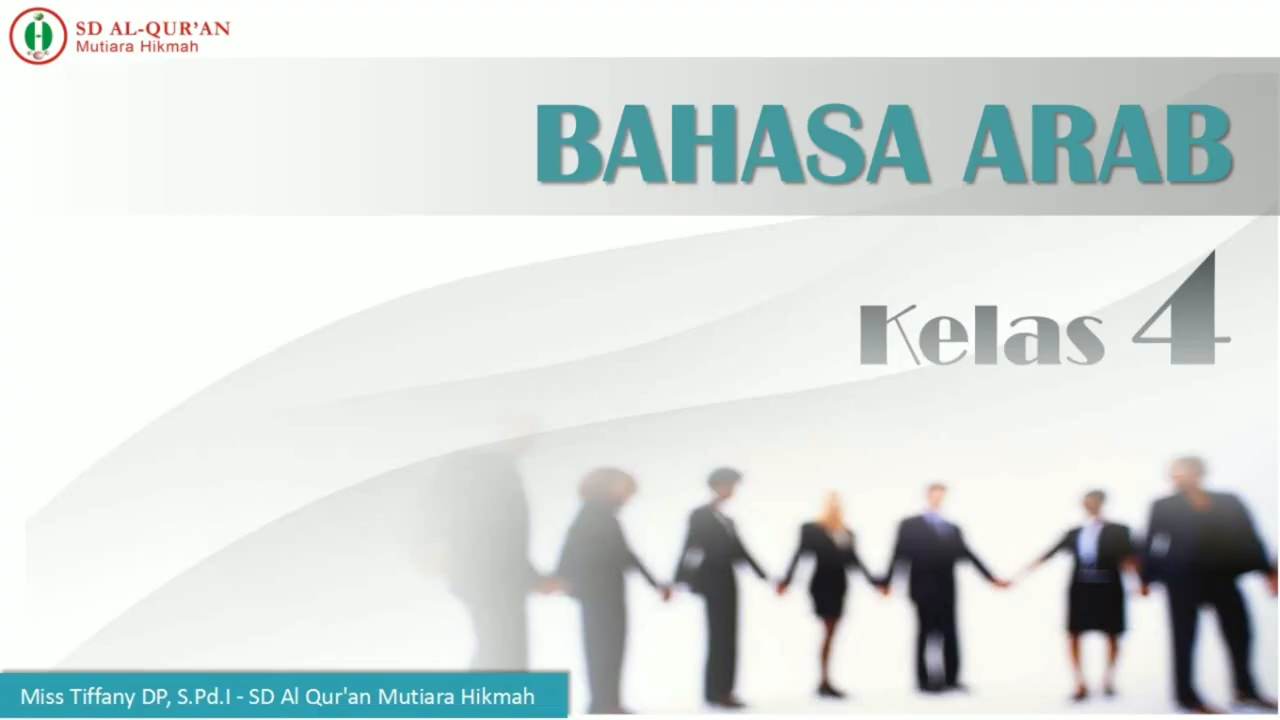 SD AL-QUR'AN
Mutiara Hikmah
BAHASA ARAB
Kelas 4
Miss Tiffany DP, S.Pd.I - SD Al Qur'an Mutiara Hikmah